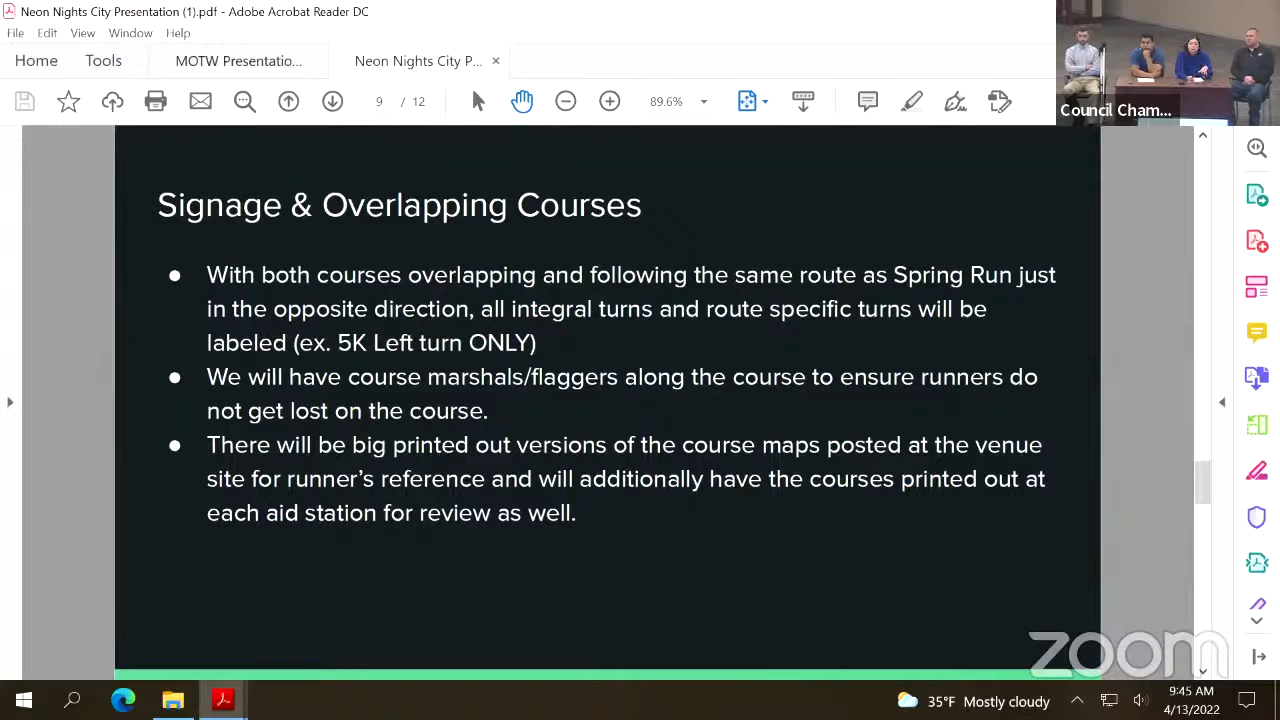 Neon Nights City Presentation (1).pdf - Adobe Acrobat Reader DC
File Edit View Window Help
Home Tools MOTW Presentatio... Neon Nights City P... ×
9 / 12 89.6%
Council Cham...
Signage & Overlapping Courses
● With both courses overlapping and following the same route as Spring Run just
in the opposite direction, all integral turns and route specific turns will be
labeled (ex. 5K Left turn ONLY)
● We will have course marshals/flaggers along the course to ensure runners do
not get lost on the course.
● There will be big printed out versions of the course maps posted at the venue
site for runner’s reference and will additionally have the courses printed out at
each aid station for review as well.
zoom
35°F Mostly cloudy
9:45 AM
4/13/2022